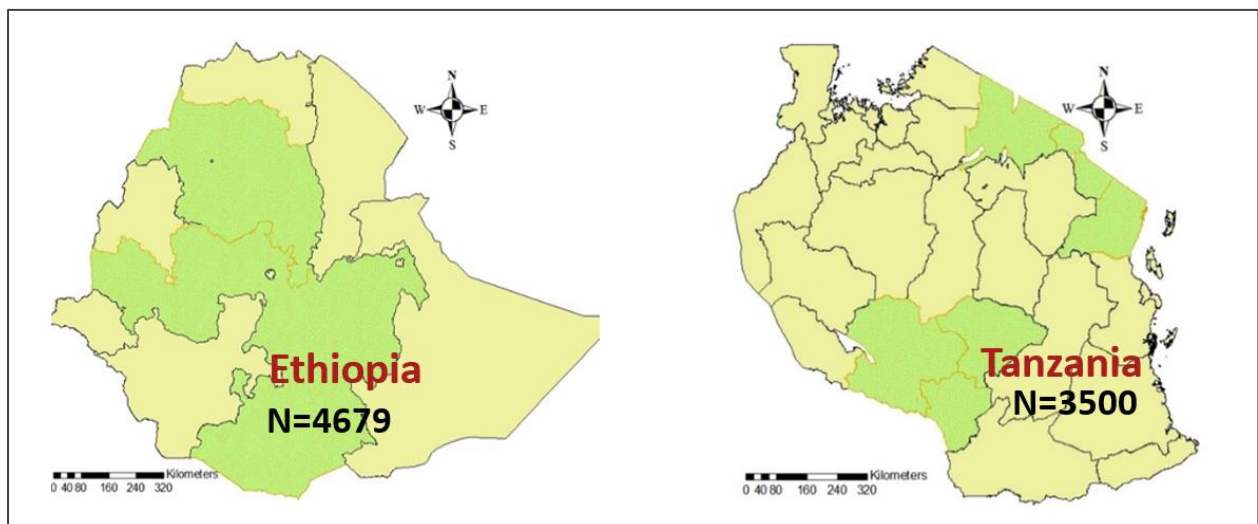 N
W E
S
Ethiopia
N=4679
Kilometers
0 40 80 160 240 320
N
W E
S
Tanzania
N=3500
Kilometers
0 40 80 160 240 320